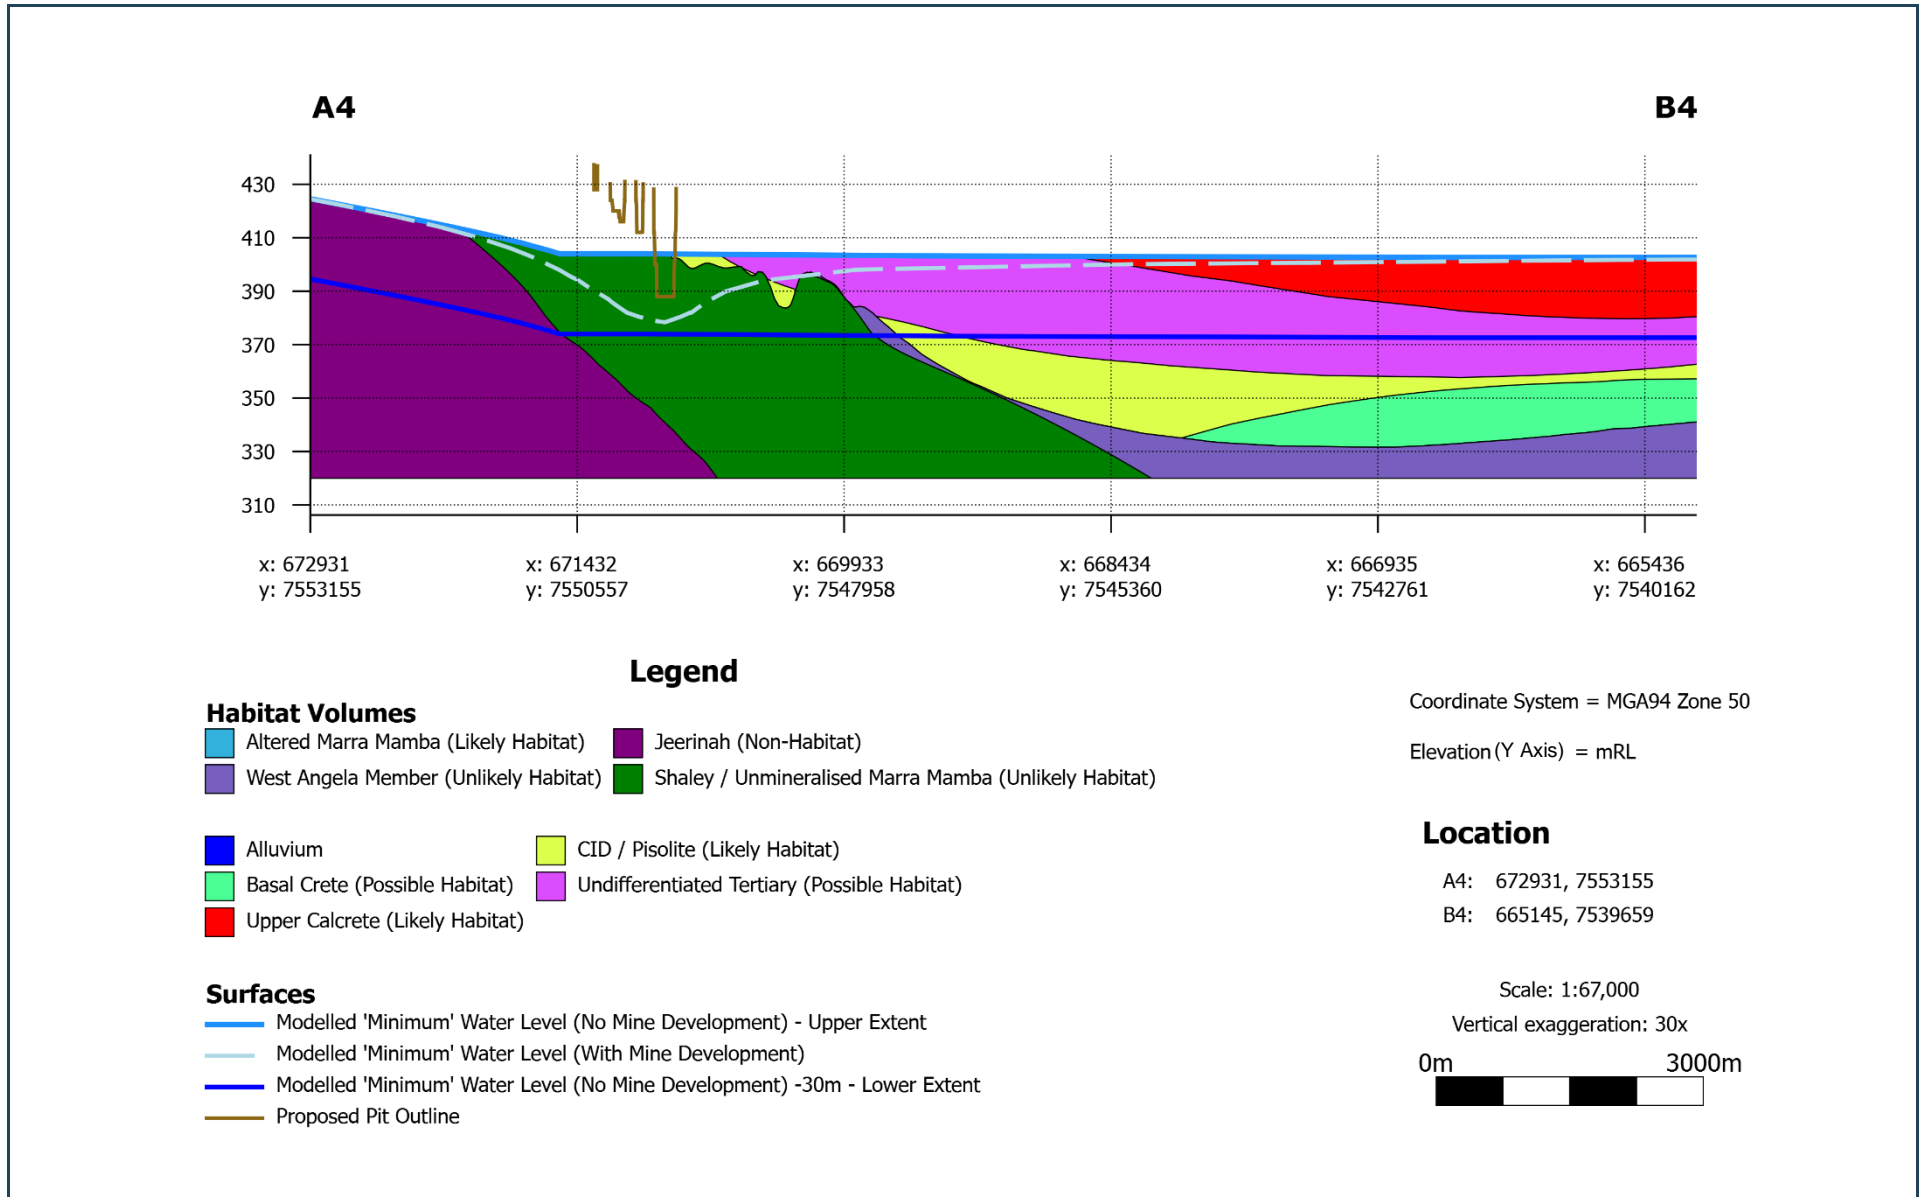 A4 B4
430
410
390
370
350
330
310
x: 672931 x: 671432 x: 669933 x: 668434 x: 666935 x: 665436
y: 7553155 y: 7550557 y: 7547958 y: 7545360 y: 7542761 y: 7540162
Legend
Habitat Volumes
Altered Marra Mamba (Likely Habitat) Jeerinah (Non-Habitat)
West Angela Member (Unlikely Habitat) Shaley / Unmineralised Marra Mamba (Unlikely Habitat)
Alluvium CID / Pisolite (Likely Habitat)
Basal Crete (Possible Habitat) Undifferentiated Tertiary (Possible Habitat)
Upper Calcrete (Likely Habitat)
Surfaces
Modelled 'Minimum' Water Level (No Mine Development) - Upper Extent
Modelled 'Minimum' Water Level (With Mine Development)
Modelled 'Minimum' Water Level (No Mine Development) -30m - Lower Extent
Proposed Pit Outline
Coordinate System = MGA94 Zone 50
Elevation (Y Axis) = mRL
Location
A4: 672931, 7553155
B4: 665145, 7539659
Scale: 1:67,000
Vertical exaggeration: 30x
0m 3000m